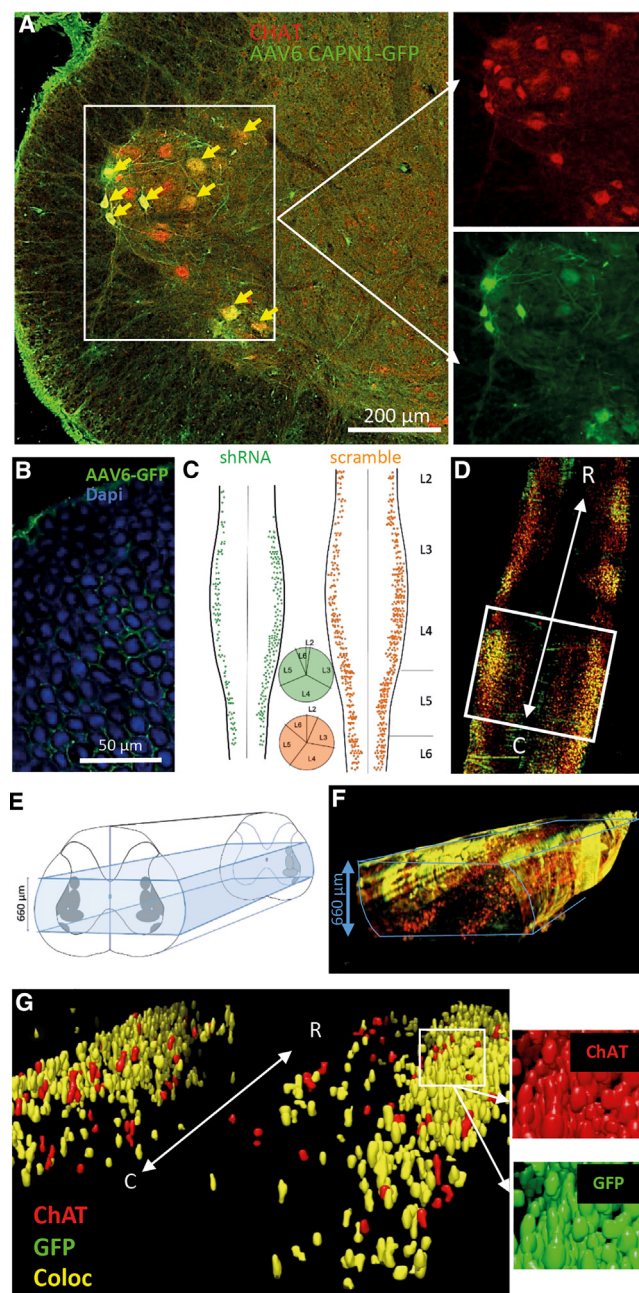 A
CHAT
AAV6 CAPN1-GFP
200 µm
B
AAV6-GFP
Dapi
50 µm
C
shRNA
scramble
L2
L3
L4
L5
L6
L2
L6
L3
L5
L4
L2
L6
L3
L5
L4
D
R
C
E
660 µm
F
660 µm
G
R
C
ChAT
GFP
Coloc
ChAT
GFP